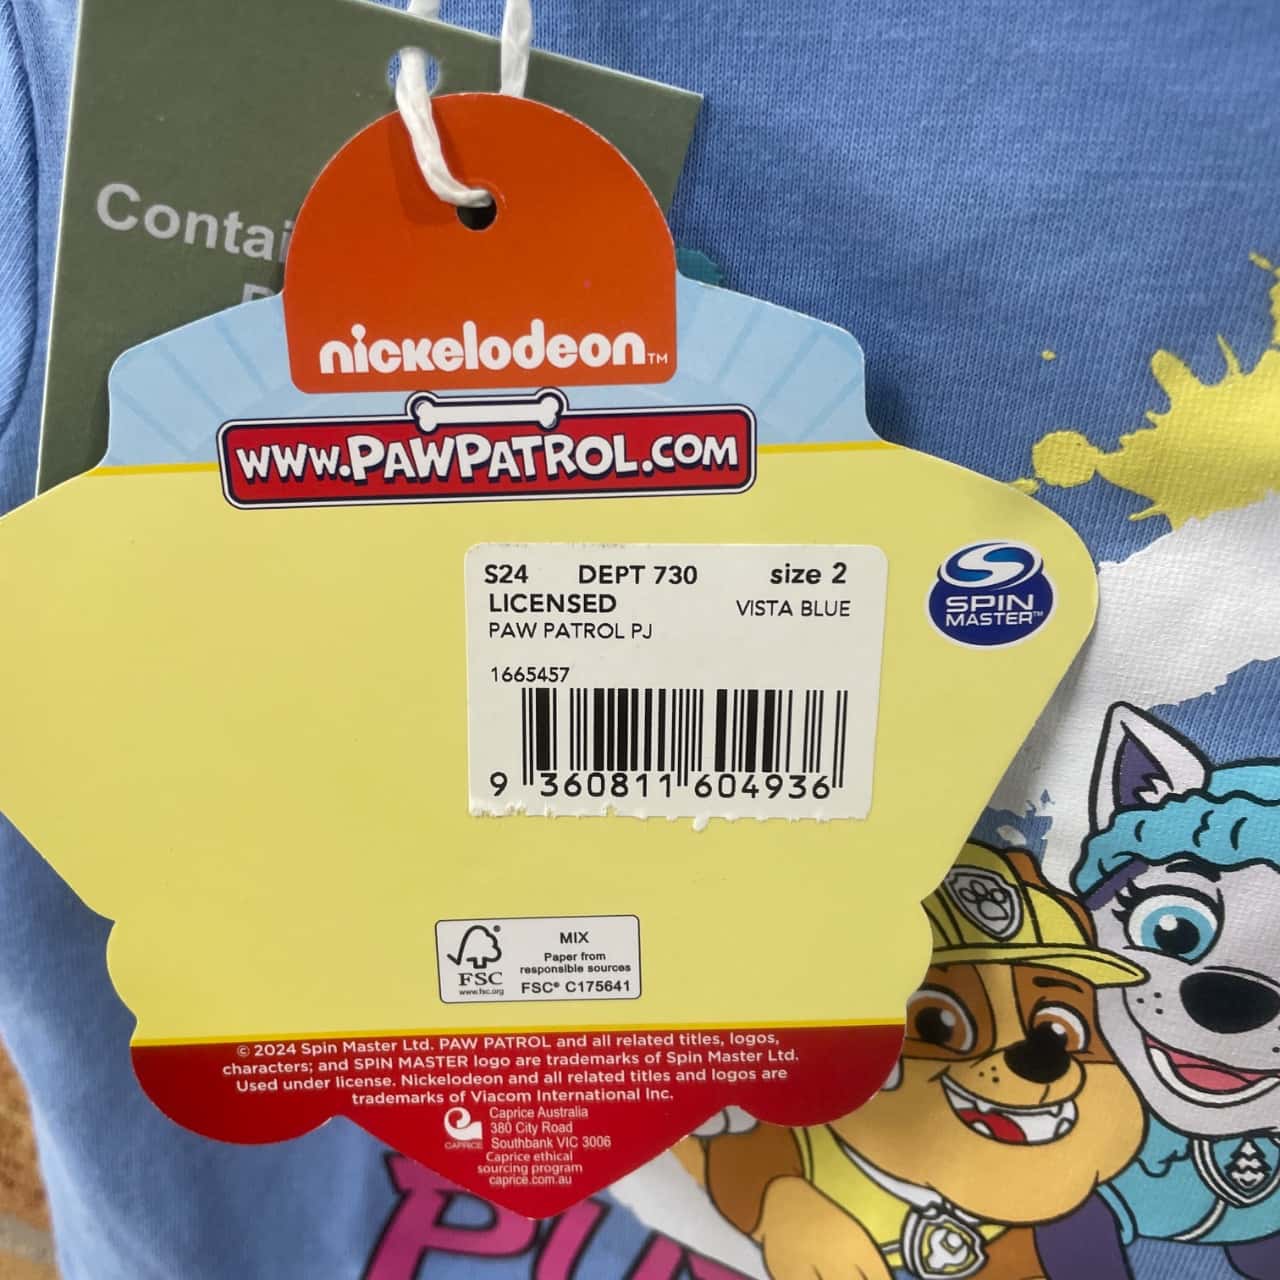 Contai
nickelodeon™
WWW.PAWPATROL.COM
S24 DEPT 730 size 2
LICENSED VISTA BLUE
PAW PATROL PJ
1665457
9 360811 604936
SPIN
MASTER™
FSC®
www.fsc.org
MIX
Paper from
responsible sources
FSC® C175641
© 2024 Spin Master Ltd. PAW PATROL and all related titles, logos,
characters; and SPIN MASTER logo are trademarks of Spin Master Ltd.
Used under license. Nickelodeon and all related titles and logos are
trademarks of Viacom International Inc.
CAPRICE
Caprice Australia
380 City Road
Southbank VIC 3006
Caprice ethical
sourcing program
caprice.com.au